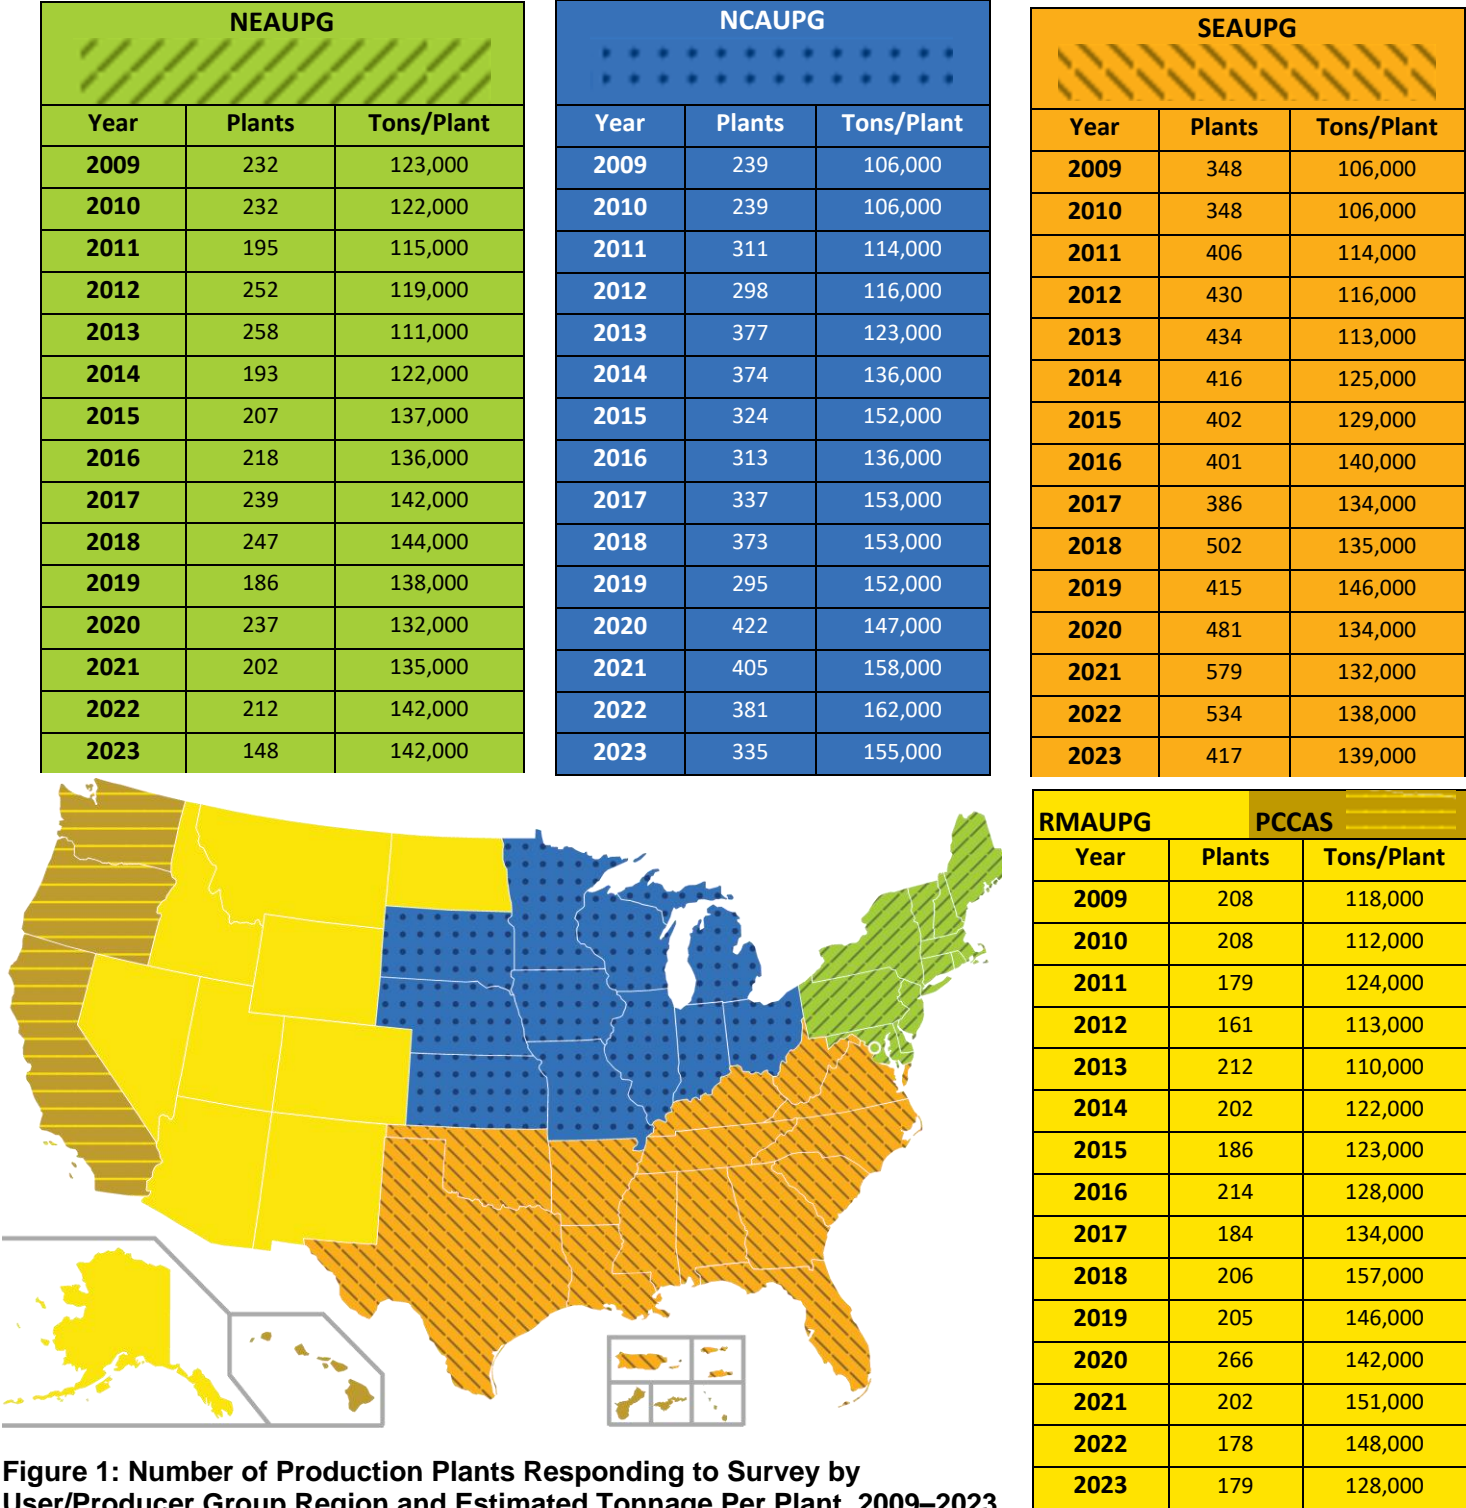 NEAUPG
Year Plants Tons/Plant
2009 232 123,000
2010 232 122,000
2011 195 115,000
2012 252 119,000
2013 258 111,000
2014 193 122,000
2015 207 137,000
2016 218 136,000
2017 239 142,000
2018 247 144,000
2019 186 138,000
2020 237 132,000
2021 202 135,000
2022 212 142,000
2023 148 142,000
NCAUPG
Year Plants Tons/Plant
2009 239 106,000
2010 239 106,000
2011 311 114,000
2012 298 116,000
2013 377 123,000
2014 374 136,000
2015 324 152,000
2016 313 136,000
2017 337 153,000
2018 373 153,000
2019 295 152,000
2020 422 147,000
2021 405 158,000
2022 381 162,000
2023 335 155,000
SEAUPG
Year Plants Tons/Plant
2009 348 106,000
2010 348 106,000
2011 406 114,000
2012 430 116,000
2013 434 113,000
2014 416 125,000
2015 402 129,000
2016 401 140,000
2017 386 134,000
2018 502 135,000
2019 415 146,000
2020 481 134,000
2021 579 132,000
2022 534 138,000
2023 417 139,000
RMAUPG PCCAS
Year Plants Tons/Plant
2009 208 118,000
2010 208 112,000
2011 179 124,000
2012 161 113,000
2013 212 110,000
2014 202 122,000
2015 186 123,000
2016 214 128,000
2017 184 134,000
2018 206 157,000
2019 205 146,000
2020 266 142,000
2021 202 151,000
2022 178 148,000
2023 179 128,000
Figure 1: Number of Production Plants Responding to Survey by
User/Producer Group Region and Estimated Tonnage Per Plant, 2009–2023